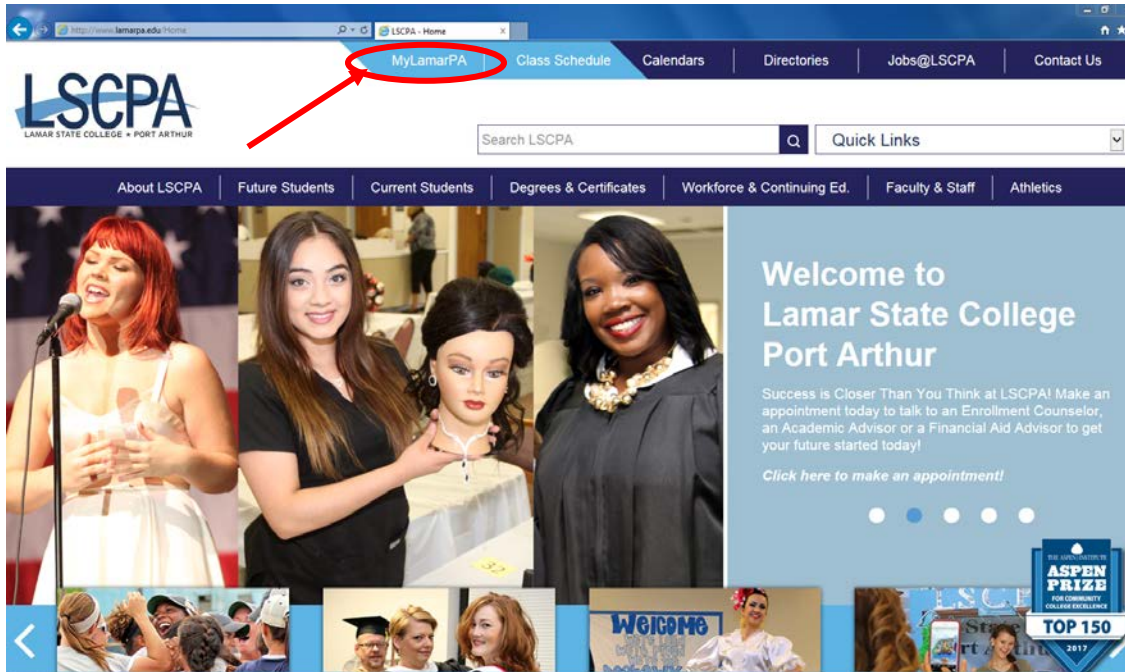 http://www.lamarpa.edu/Home
LSCPA - Home
MyLamarPA
Class Schedule
Calendars
Directories
Jobs@LSCPA
Contact Us
LSCPA
LAMAR STATE COLLEGE ★ PORT ARTHUR
Search LSCPA
Quick Links
About LSCPA
Future Students
Current Students
Degrees & Certificates
Workforce & Continuing Ed.
Faculty & Staff
Athletics
Welcome to
Lamar State College
Port Arthur
Success is Closer Than You Think at LSCPA! Make an
appointment today to talk to an Enrollment Counselor,
an Academic Advisor or a Financial Aid Advisor to get
your future started today!
Click here to make an appointment!
32
THE ASPEN INSTITUTE
ASPEN
PRIZE
FOR COMMUNITY
COLLEGE EXCELLENCE
TOP 150
2017
WELCOME